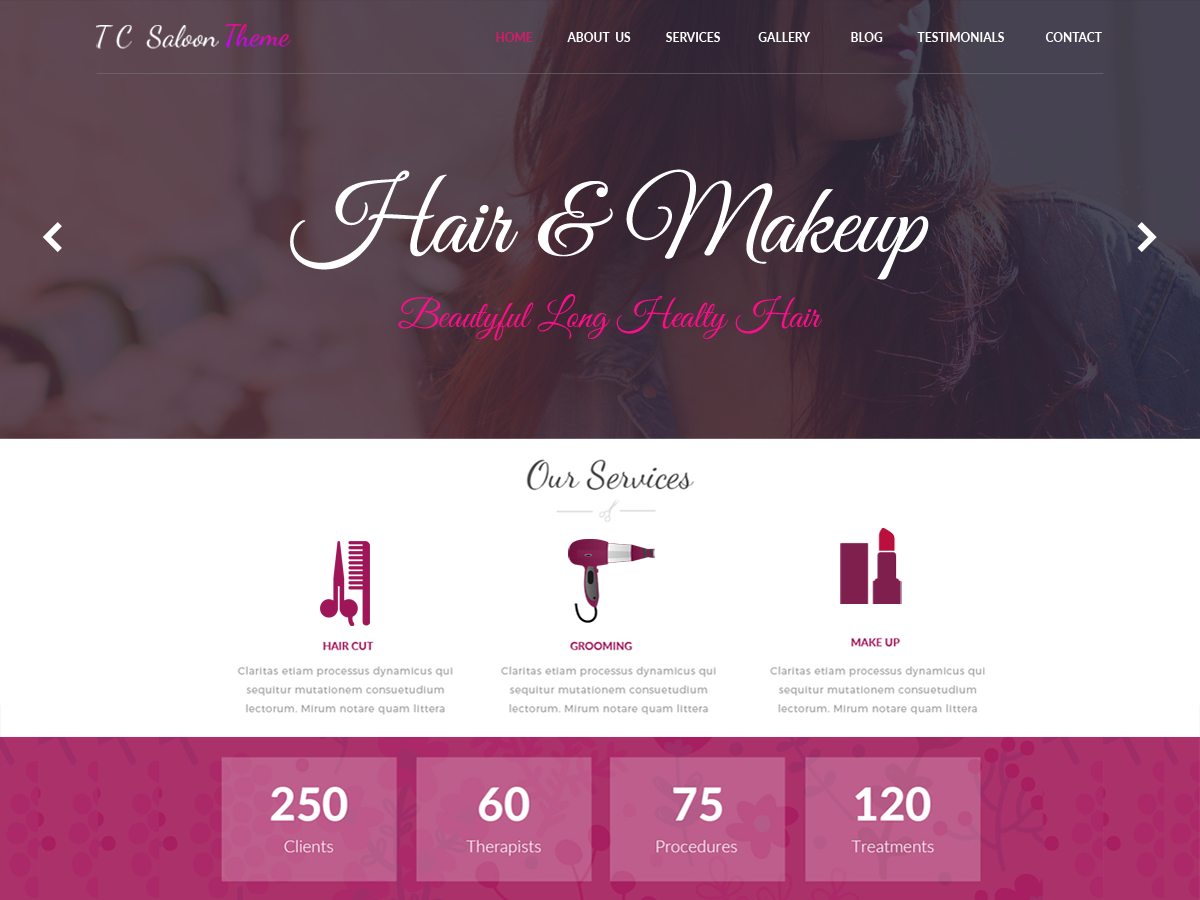 T C Saloon Theme
HOME ABOUT US SERVICES GALLERY BLOG TESTIMONIALS CONTACT
Hair & Makeup
Beautyful Long Healty Hair
Our Services
HAIR CUT
Claritas etiam processus dynamicus qui
sequitur mutationem consuetudium
lectorum. Mirum notare quam littera
GROOMING
Claritas etiam processus dynamicus qui
sequitur mutationem consuetudium
lectorum. Mirum notare quam littera
MAKE UP
Claritas etiam processus dynamicus qui
sequitur mutationem consuetudium
lectorum. Mirum notare quam littera
250
Clients
60
Therapists
75
Procedures
120
Treatments